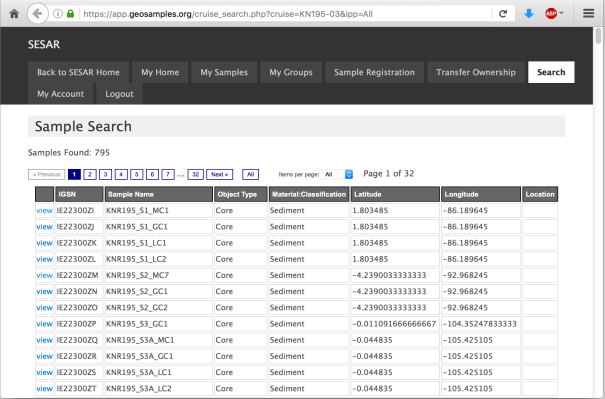 https://app.geosamples.org/cruise_search.php?cruise=KN195-03&ipp=All
ABP
SESAR
Back to SESAR Home My Home My Samples My Groups Sample Registration Transfer Ownership Search
My Account Logout
Sample Search
Samples Found: 795
« Previous 1 2 3 4 5 6 7 ... 32 Next » All Items per page: All Page 1 of 32
IGSN Sample Name Object Type Material:Classification Latitude Longitude Location
view IE22300ZI KNR195_S1_MC1 Core Sediment 1.803485 -86.189645
view IE22300ZJ KNR195_S1_GC1 Core Sediment 1.803485 -86.189645
view IE22300ZK KNR195_S1_LC1 Core Sediment 1.803485 -86.189645
view IE22300ZL KNR195_S1_LC2 Core Sediment 1.803485 -86.189645
view IE22300ZM KNR195_S2_MC7 Core Sediment -4.2390033333333 -92.968245
view IE22300ZN KNR195_S2_GC1 Core Sediment -4.2390033333333 -92.968245
view IE22300ZO KNR195_S2_GC2 Core Sediment -4.2390033333333 -92.968245
view IE22300ZP KNR195_S3_GC1 Core Sediment -0.011091666666667 -104.35247833333
view IE22300ZQ KNR195_S3A_MC1 Core Sediment -0.044835 -105.425105
view IE22300ZR KNR195_S3A_GC1 Core Sediment -0.044835 -105.425105
view IE22300ZS KNR195_S3A_LC1 Core Sediment -0.044835 -105.425105
view IE22300ZT KNR195_S3A_LC2 Core Sediment -0.044835 -105.425105